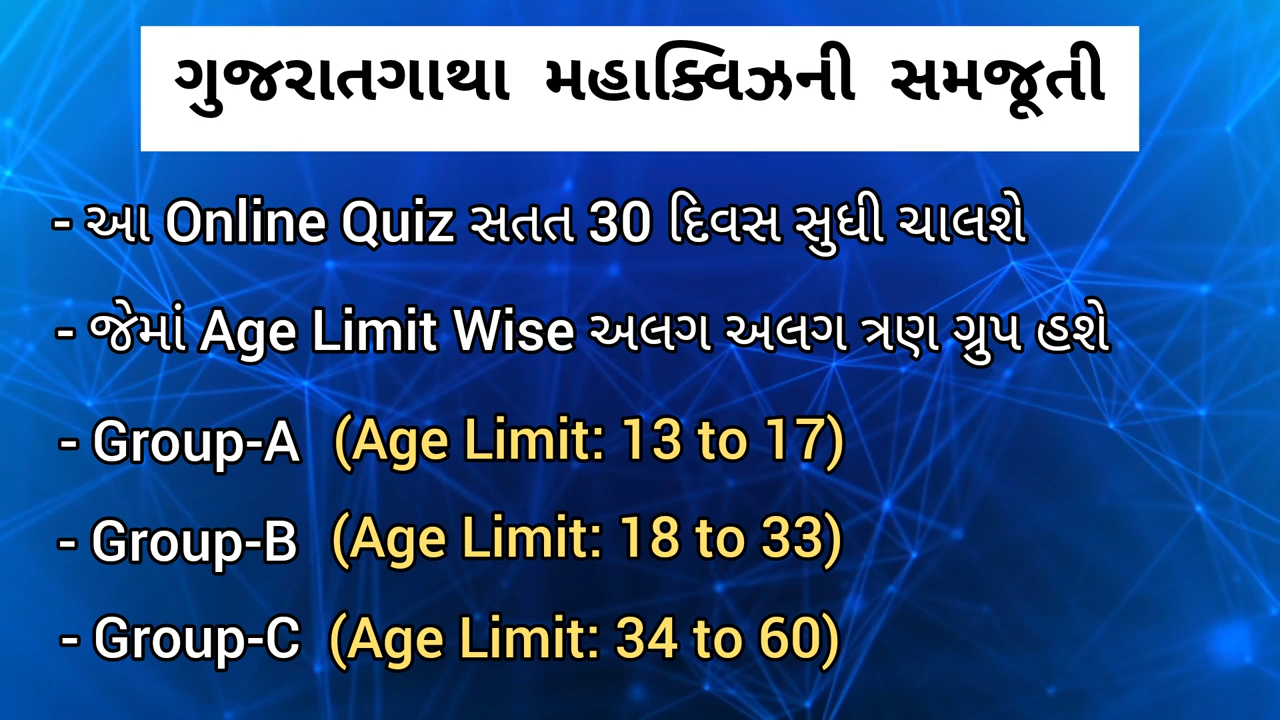 ગુજરાતગાથા મહાક્વિઝની સમજૂતી
- આ Online Quiz સતત 30 દિવસ સુધી ચાલશે
- જેમાં Age Limit Wise અલગ અલગ ત્રણ ગ્રુપ હશે
- Group-A (Age Limit: 13 to 17)
- Group-B (Age Limit: 18 to 33)
- Group-C (Age Limit: 34 to 60)